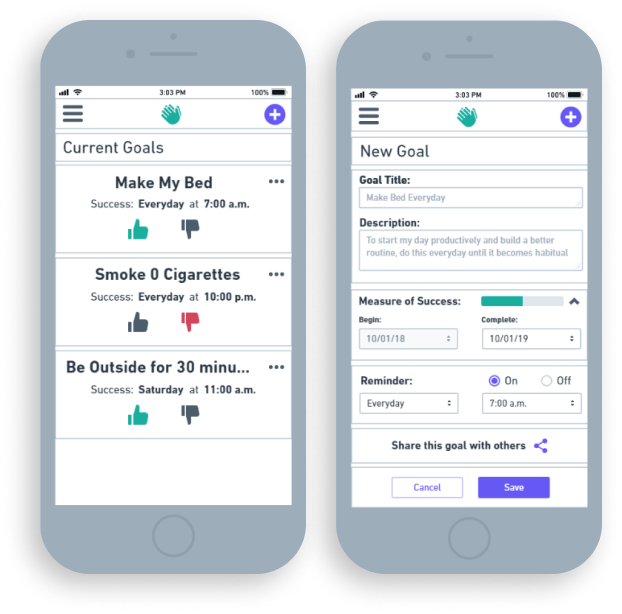 3:03 PM 100%
Current Goals
Make My Bed
Success: Everyday at 7:00 a.m.
Smoke 0 Cigarettes
Success: Everyday at 10:00 p.m.
Be Outside for 30 minu...
Success: Saturday at 11:00 a.m.
3:03 PM 100%
New Goal
Goal Title:
Make Bed Everyday
Description:
To start my day productively and build a better
routine, do this everyday until it becomes habitual
Measure of Success:
Begin: Complete:
10/01/18 10/01/19
Reminder: On Off
Everyday 7:00 a.m.
Share this goal with others
Cancel Save